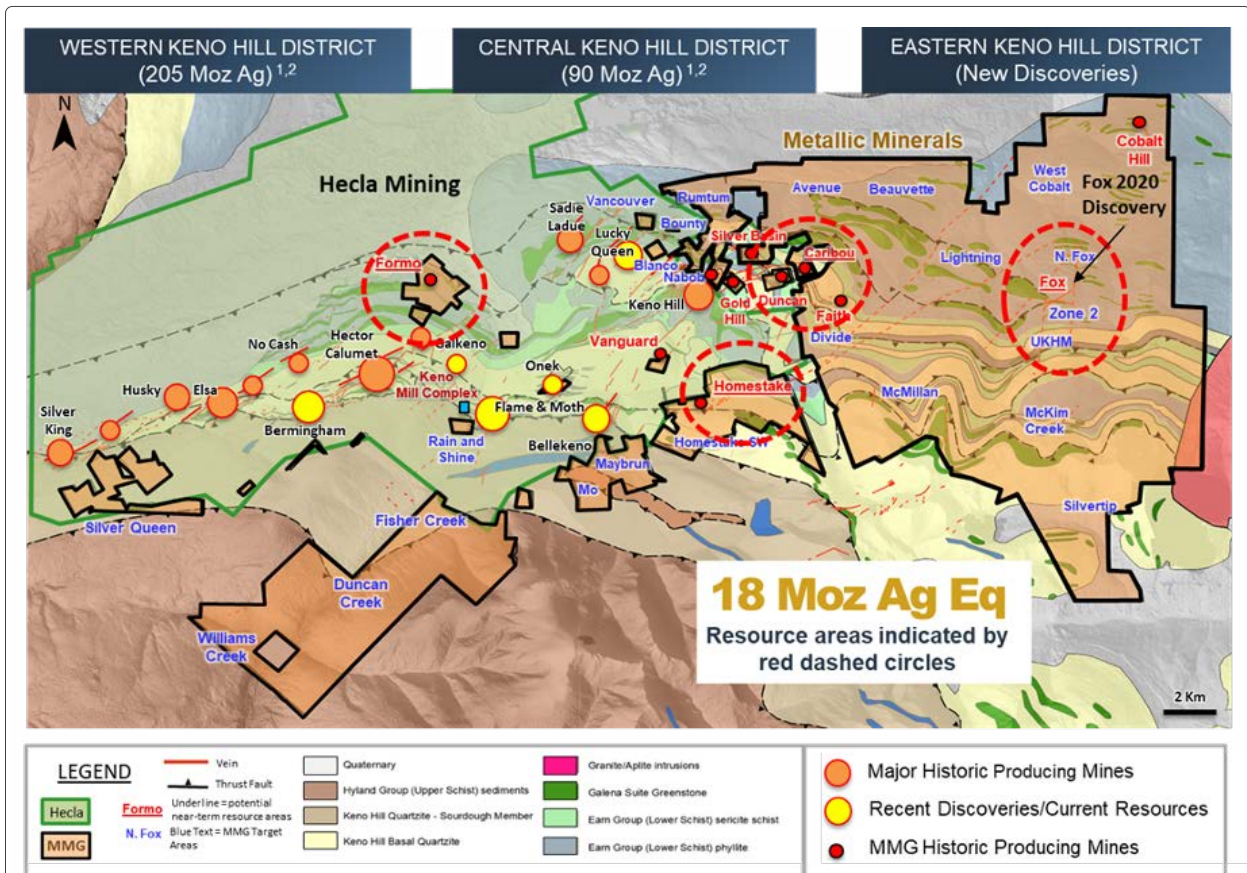 WESTERN KENO HILL DISTRICT
(205 Moz Ag) 1,2
CENTRAL KENO HILL DISTRICT
(90 Moz Ag) 1,2
EASTERN KENO HILL DISTRICT
(New Discoveries)
N
Hecla Mining
Metallic Minerals
Cobalt
Hill
West
Cobalt
Fox 2020
Discovery
Avenue
Beauvette
Rumtum
Vancouver
Bounty
Sadie
Ladue
Lucky
Queen
Silver Basin
Caribou
Blanco
Nabob
Keno Hill
Gold
Hill
Duncan
Faith
Divide
Lightning
N. Fox
Fox
Zone 2
UKHM
Formo
Hector
Calumet
Galkeno
No Cash
Vanguard
Onek
Keno
Mill Complex
Homestake
McMillan
McKim
Creek
Husky
Elsa
Silver
King
Bermingham
Flame & Moth
Rain and
Shine
Bellekeno
Homestake SW
Maybrun
Mo
Silvertip
Silver Queen
Fisher Creek
Duncan
Creek
Williams
Creek
18 Moz Ag Eq
Resource areas indicated by
red dashed circles
2 Km
LEGEND
Hecla
MMG
Vein
Thrust Fault
Formo
Underline = potential
near-term resource areas
N. Fox
Blue Text = MMG Target
Areas
Quaternary
Hyland Group (Upper Schist) sediments
Keno Hill Quartzite - Sourdough Member
Keno Hill Basal Quartzite
Granite/Aplite intrusions
Galena Suite Greenstone
Earn Group (Lower Schist) sericite schist
Earn Group (Lower Schist) phyllite
Major Historic Producing Mines
Recent Discoveries/Current Resources
MMG Historic Producing Mines